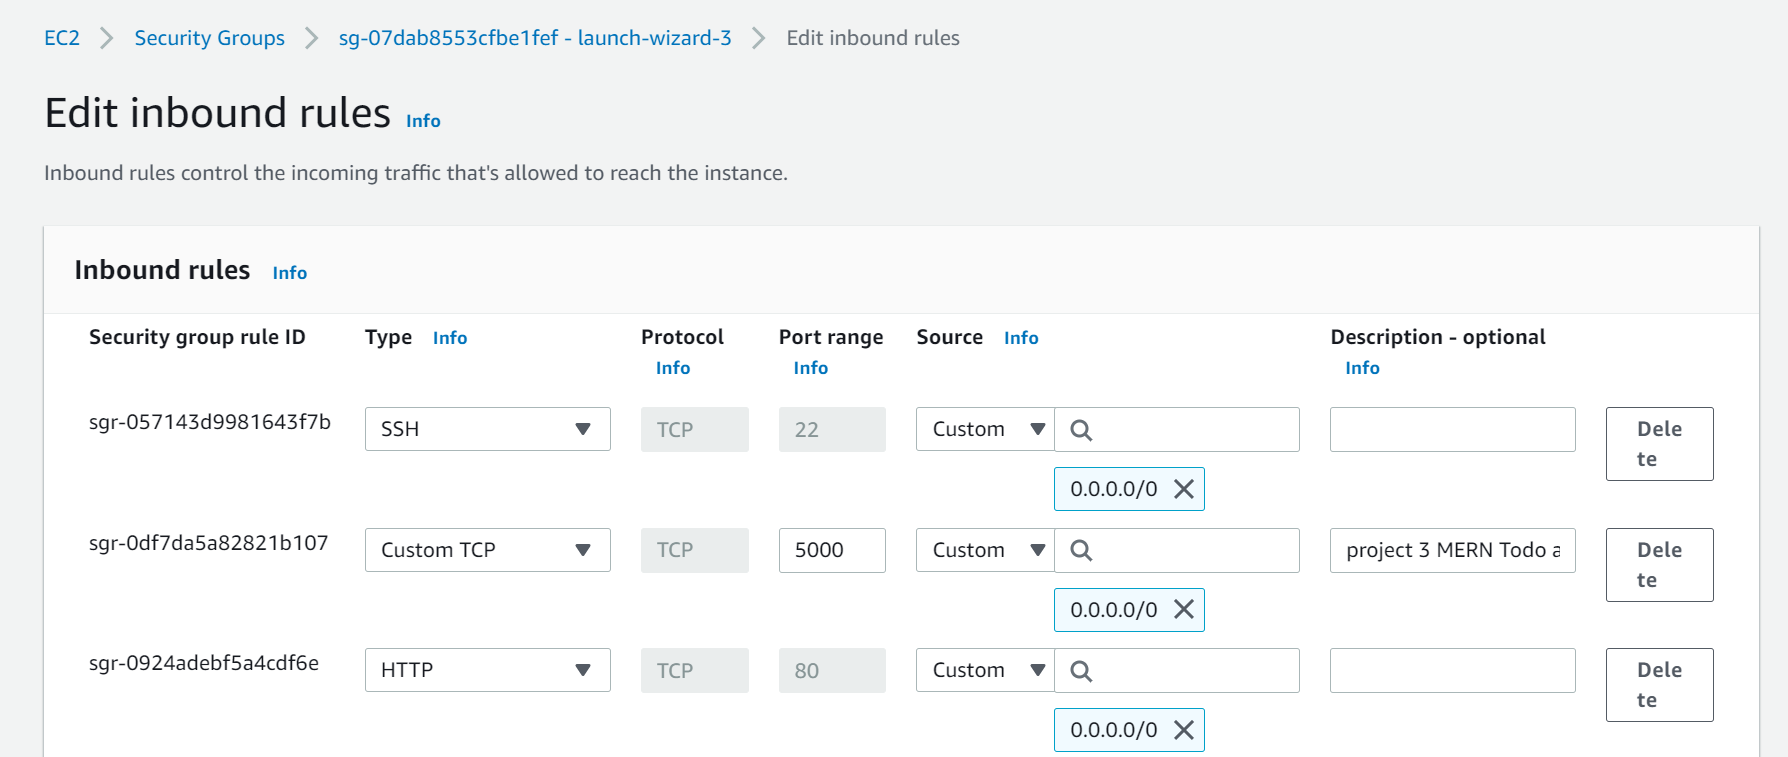 EC2 Security Groups sg-07dab8553cfbe1fef - launch-wizard-3 Edit inbound rules
Edit inbound rules Info
Inbound rules control the incoming traffic that's allowed to reach the instance.
Inbound rules Info
Security group rule ID Type Info Protocol Port range Source Info Description - optional
Info Info Info
sgr-057143d9981643f7b SSH TCP 22 Custom Dele
te
0.0.0.0/0
sgr-0df7da5a82821b107 Custom TCP TCP 5000 Custom project 3 MERN Todo a Dele
te
0.0.0.0/0
sgr-0924adebf5a4cdf6e HTTP TCP 80 Custom Dele
te
0.0.0.0/0